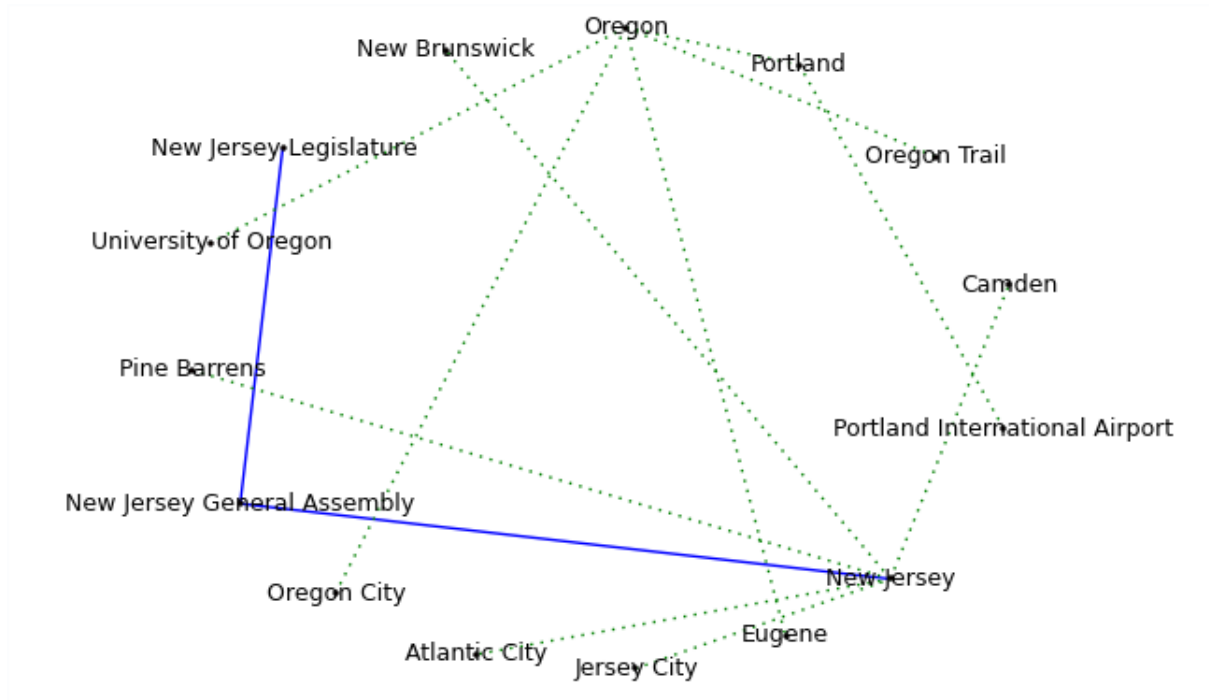 Oregon
New Brunswick
Portland
New Jersey Legislature
Oregon Trail
University of Oregon
Camden
Pine Barrens
Portland International Airport
New Jersey General Assembly
New Jersey
Oregon City
Eugene
Atlantic City
Jersey City